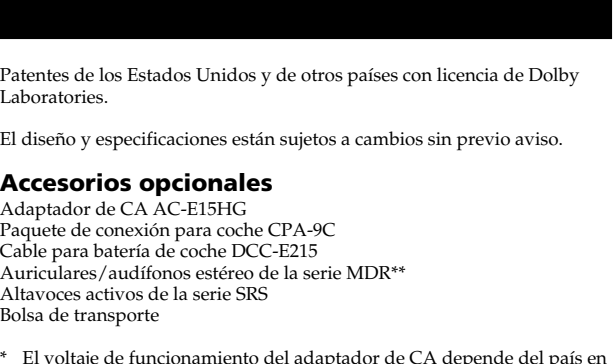 Patentes de los Estados Unidos y de otros países con licencia de Dolby
Laboratories.
El diseño y especificaciones están sujetos a cambios sin previo aviso.
Accesorios opcionales
Adaptador de CA AC-E15HG
Paquete de conexión para coche CPA-9C
Cable para batería de coche DCC-E215
Auriculares/audífonos estéreo de la serie MDR**
Altavoces activos de la serie SRS
Bolsa de transporte
* El voltaje de funcionamiento del adaptador de CA depende del país en